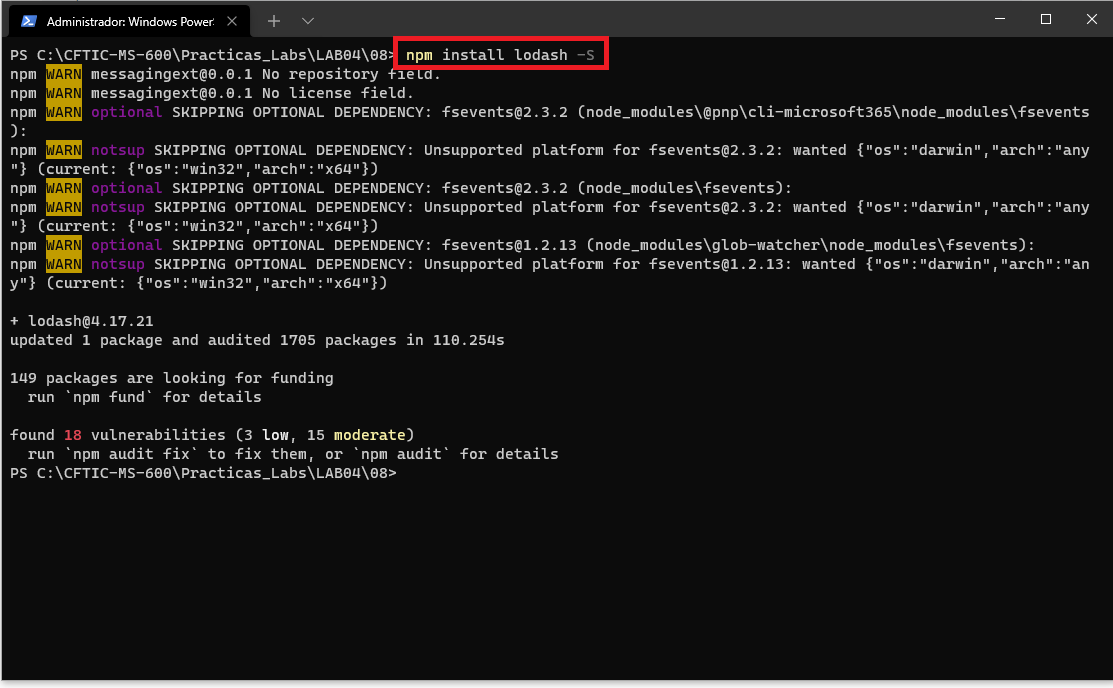 Administrador: Windows PowerS
PS C:\CFTIC-MS-600\Practicas_Labs\LAB04\08> npm install lodash -S
npm WARN messagingext@0.0.1 No repository field.
npm WARN messagingext@0.0.1 No license field.
npm WARN optional SKIPPING OPTIONAL DEPENDENCY: fsevents@2.3.2 (node_modules\@pnp\cli-microsoft365\node_modules\fsevents
):
npm WARN notsup SKIPPING OPTIONAL DEPENDENCY: Unsupported platform for fsevents@2.3.2: wanted {"os":"darwin","arch":"any
"} (current: {"os":"win32","arch":"x64"})
npm WARN optional SKIPPING OPTIONAL DEPENDENCY: fsevents@2.3.2 (node_modules\fsevents):
npm WARN notsup SKIPPING OPTIONAL DEPENDENCY: Unsupported platform for fsevents@2.3.2: wanted {"os":"darwin","arch":"any
"} (current: {"os":"win32","arch":"x64"})
npm WARN optional SKIPPING OPTIONAL DEPENDENCY: fsevents@1.2.13 (node_modules\glob-watcher\node_modules\fsevents):
npm WARN notsup SKIPPING OPTIONAL DEPENDENCY: Unsupported platform for fsevents@1.2.13: wanted {"os":"darwin","arch":"an
y"} (current: {"os":"win32","arch":"x64"})
+ lodash@4.17.21
updated 1 package and audited 1705 packages in 110.254s
149 packages are looking for funding
run `npm fund` for details
found 18 vulnerabilities (3 low, 15 moderate)
run `npm audit fix` to fix them, or `npm audit` for details
PS C:\CFTIC-MS-600\Practicas_Labs\LAB04\08>